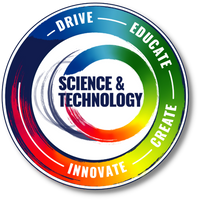 DRIVE
EDUCATE
CREATE
INNOVATE
SCIENCE &
TECHNOLOGY